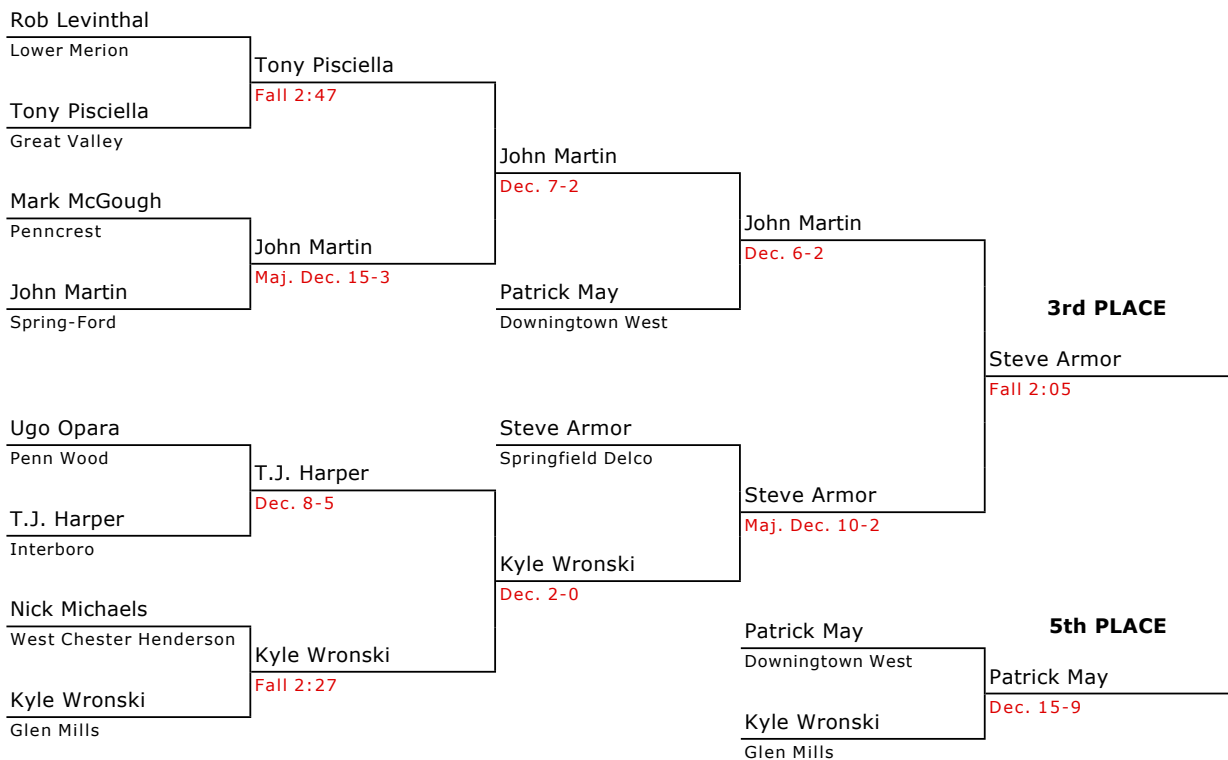 Rob Levinthal
Lower Merion
Tony Pisciella
Fall 2:47
Tony Pisciella
Great Valley
John Martin
Dec. 7-2
Mark McGough
Penncrest
John Martin
Maj. Dec. 15-3
John Martin
Spring-Ford
John Martin
Dec. 6-2
Patrick May
Downingtown West
3rd PLACE
Steve Armor
Fall 2:05
Ugo Opara
Penn Wood
T.J. Harper
Dec. 8-5
T.J. Harper
Interboro
Steve Armor
Springfield Delco
Steve Armor
Maj. Dec. 10-2
Kyle Wronski
Dec. 2-0
Nick Michaels
West Chester Henderson
Kyle Wronski
Fall 2:27
Kyle Wronski
Glen Mills
5th PLACE
Patrick May
Downingtown West
Patrick May
Dec. 15-9
Kyle Wronski
Glen Mills